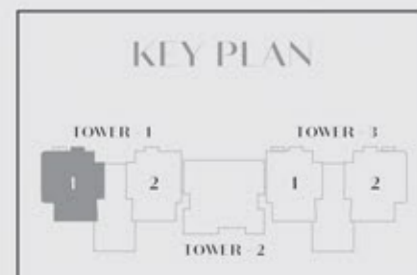 KEY PLAN
TOWER - 1 TOWER - 3
1 2 1 2
TOWER - 2